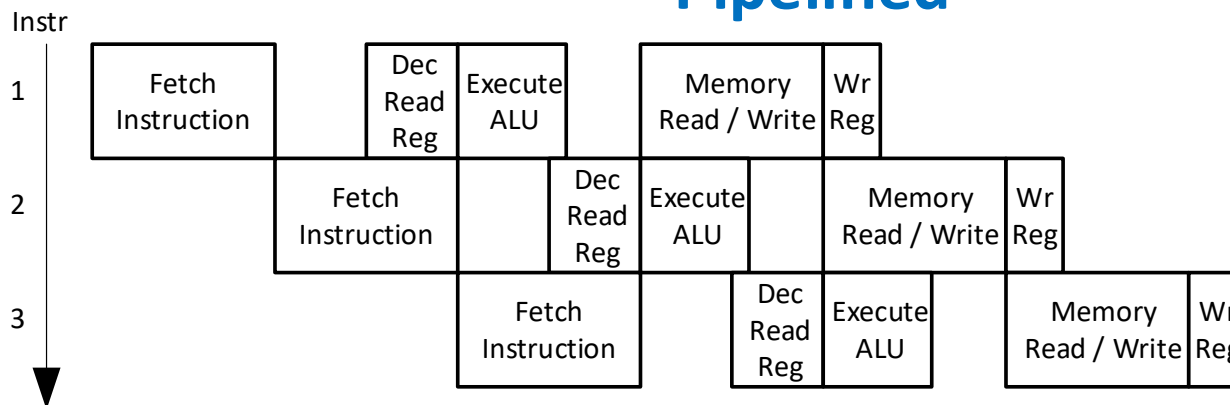 Pipelined
Instr
1
Fetch
Instruction
Dec
Read
Reg
Execute
ALU
Memory
Read / Write
Wr
Reg
2
Fetch
Instruction
Dec
Read
Reg
Execute
ALU
Memory
Read / Write
Wr
Reg
3
Fetch
Instruction
Dec
Read
Reg
Execute
ALU
Memory
Read / Write
Wr
Reg